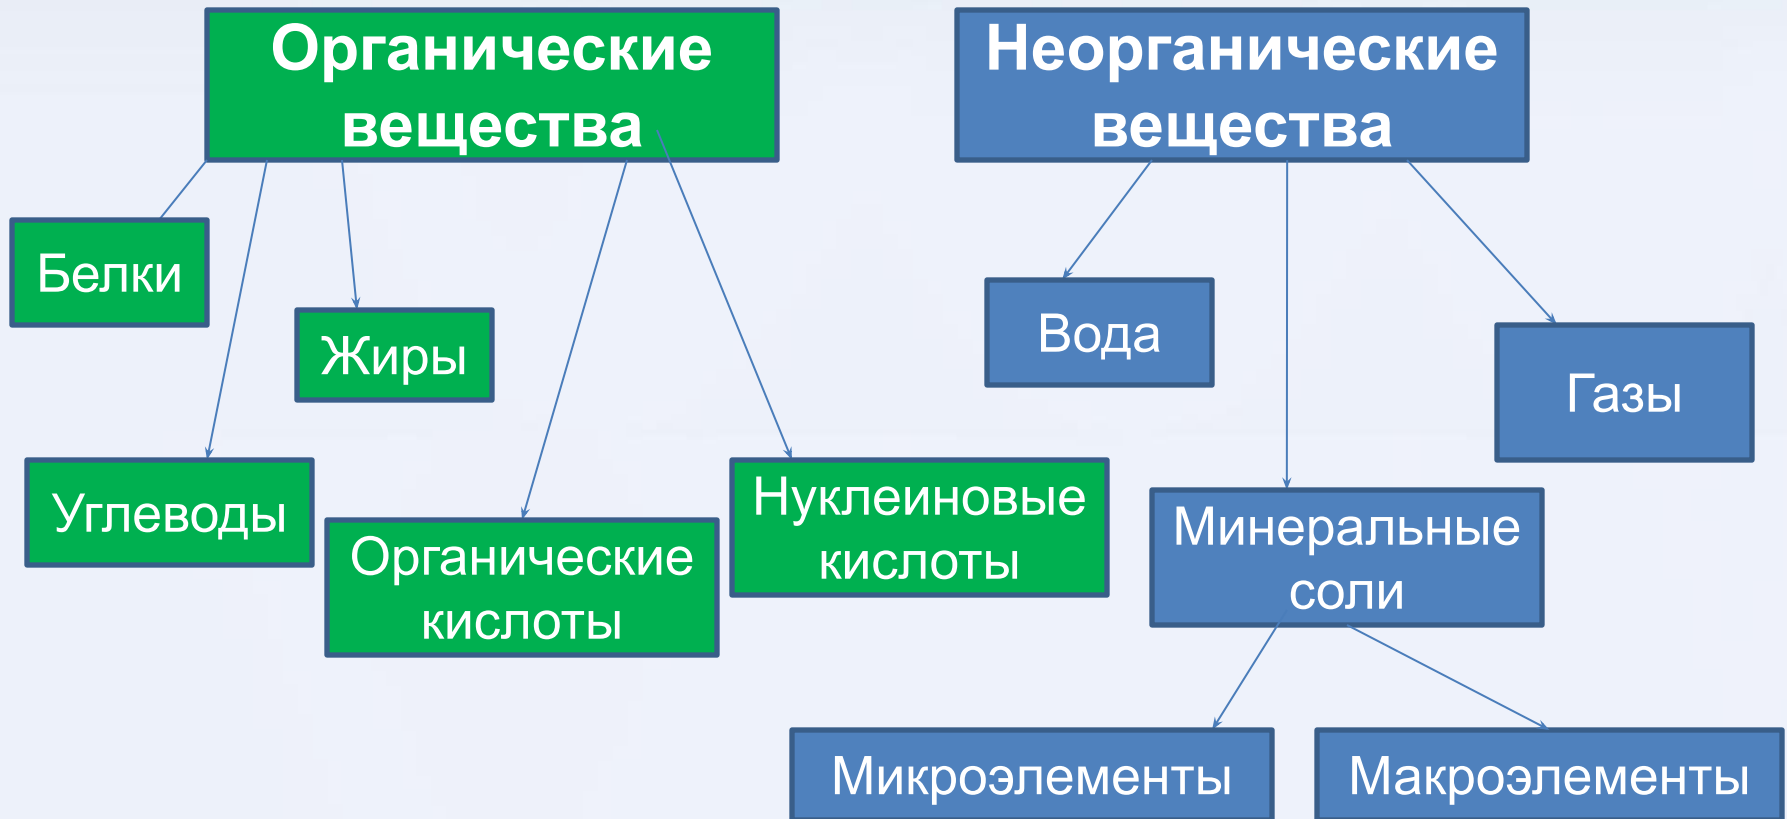 Органические
вещества
Неорганические
вещества
Белки
Жиры
Углеводы
Органические
кислоты
Нуклеиновые
кислоты
Вода
Газы
Минеральные
соли
Микроэлементы
Макроэлементы